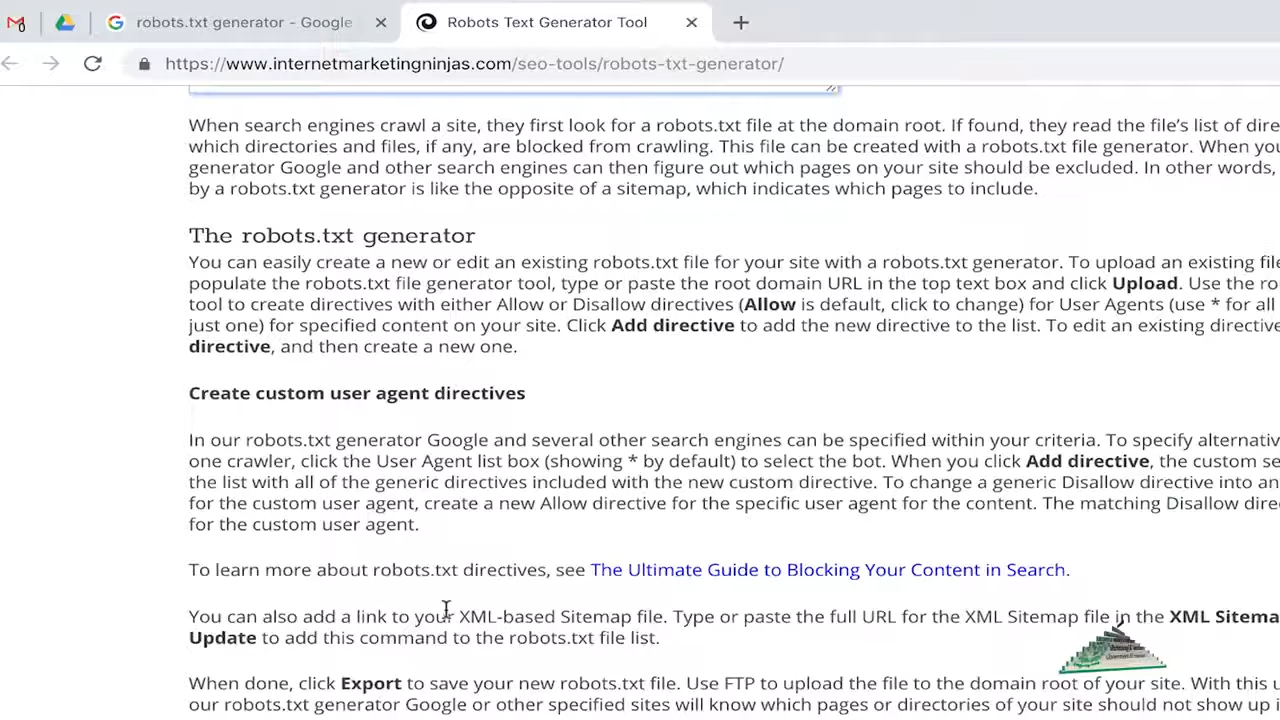 robots.txt generator - Google
Robots Text Generator Tool
https://www.internetmarketingninjas.com/seo-tools/robots-txt-generator/
When search engines crawl a site, they first look for a robots.txt file at the domain root. If found, they read the file's list of dire
which directories and files, if any, are blocked from crawling. This file can be created with a robots.txt file generator. When you
generator Google and other search engines can then figure out which pages on your site should be excluded. In other words,
by a robots.txt generator is like the opposite of a sitemap, which indicates which pages to include.
The robots.txt generator
You can easily create a new or edit an existing robots.txt file for your site with a robots.txt generator. To upload an existing file
populate the robots.txt file generator tool, type or paste the root domain URL in the top text box and click Upload. Use the ro
tool to create directives with either Allow or Disallow directives (Allow is default, click to change) for User Agents (use * for all
just one) for specified content on your site. Click Add directive to add the new directive to the list. To edit an existing directive
directive, and then create a new one.
Create custom user agent directives
In our robots.txt generator Google and several other search engines can be specified within your criteria. To specify alternativ
one crawler, click the User Agent list box (showing * by default) to select the bot. When you click Add directive, the custom se
the list with all of the generic directives included with the new custom directive. To change a generic Disallow directive into an
for the custom user agent, create a new Allow directive for the specific user agent for the content. The matching Disallow dire
for the custom user agent.
To learn more about robots.txt directives, see The Ultimate Guide to Blocking Your Content in Search.
You can also add a link to your XML-based Sitemap file. Type or paste the full URL for the XML Sitemap file in the XML Sitema
Update to add this command to the robots.txt file list.
When done, click Export to save your new robots.txt file. Use FTP to upload the file to the domain root of your site. With this u
our robots.txt generator Google or other specified sites will know which pages or directories of your site should not show up i